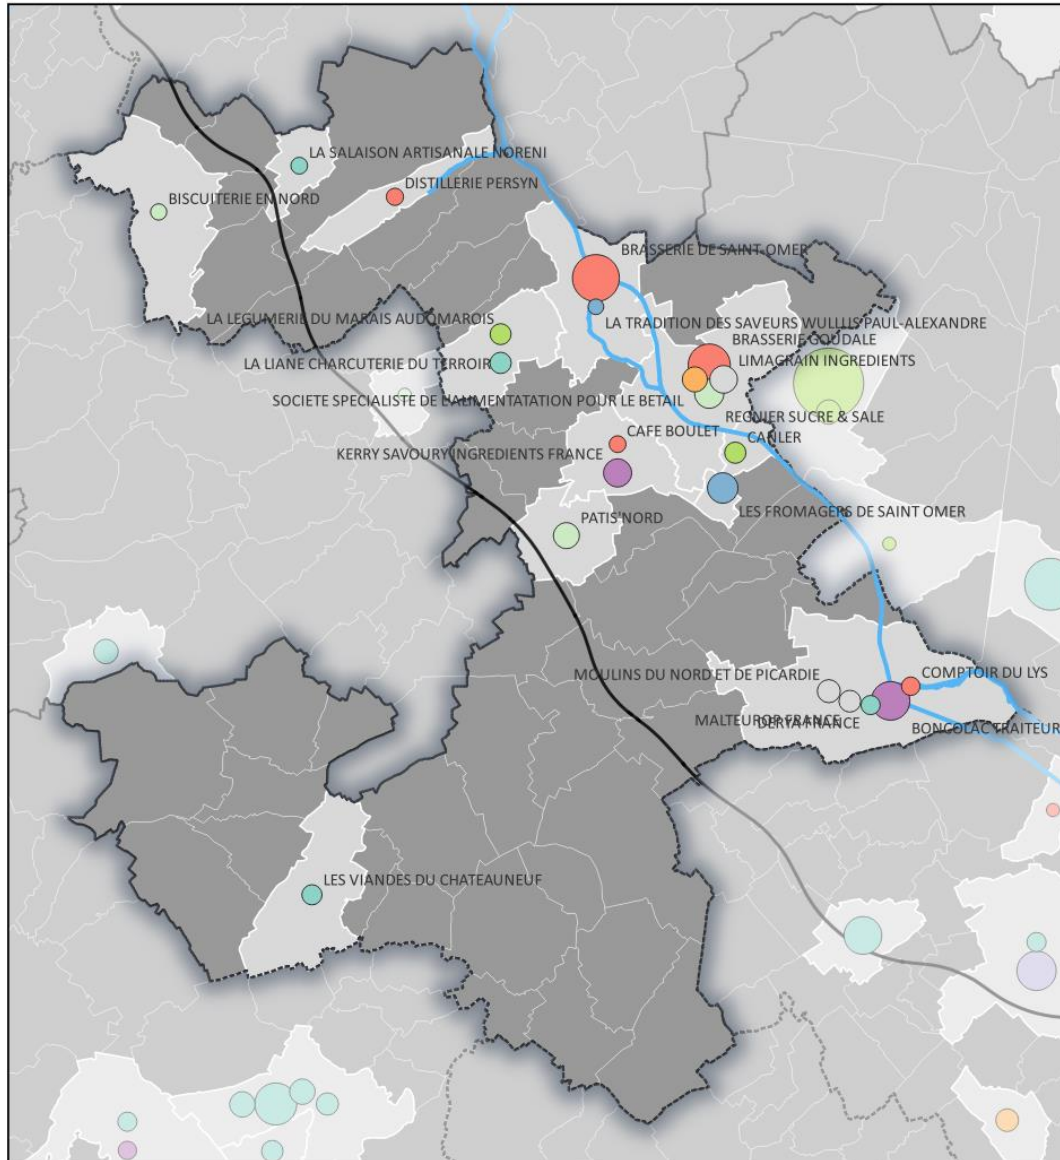 LA SALAISON ARTISANALE NORENI
DISTILLERIE PERSYN
BISCUITERIE EN NORD
BRASSERIE DE SAINT OMER
LA LEGUMERIE DU MARAIS AUDOMAROIS
LA TRADITION DES SAVEURS WULLUS PAUL-ALEXANDRE
BRASSERIE GOUDALE
LIMAGRAIN INGREDIENTS
LA LIANE CHARCUTERIE DU TERROIR
SOCIETE SPECIALISTE DE L'ALIMENTATATION POUR LE BETAIL
REGNIER SUCRE & SALE
CAFE BOULET
CANLER
KERRY SAVOURY INGREDIENTS FRANCE
LES FROMAGERS DE SAINT OMER
PATIS'NORD
MOULINS DU NORD ET DE PICARDIE
COMPTOIR DU LYS
MALTEUROP FRANCE
DERYA FRANCE
BONCOLAC TRAITEUR
LES VIANDES DU CHATEAUNEUF